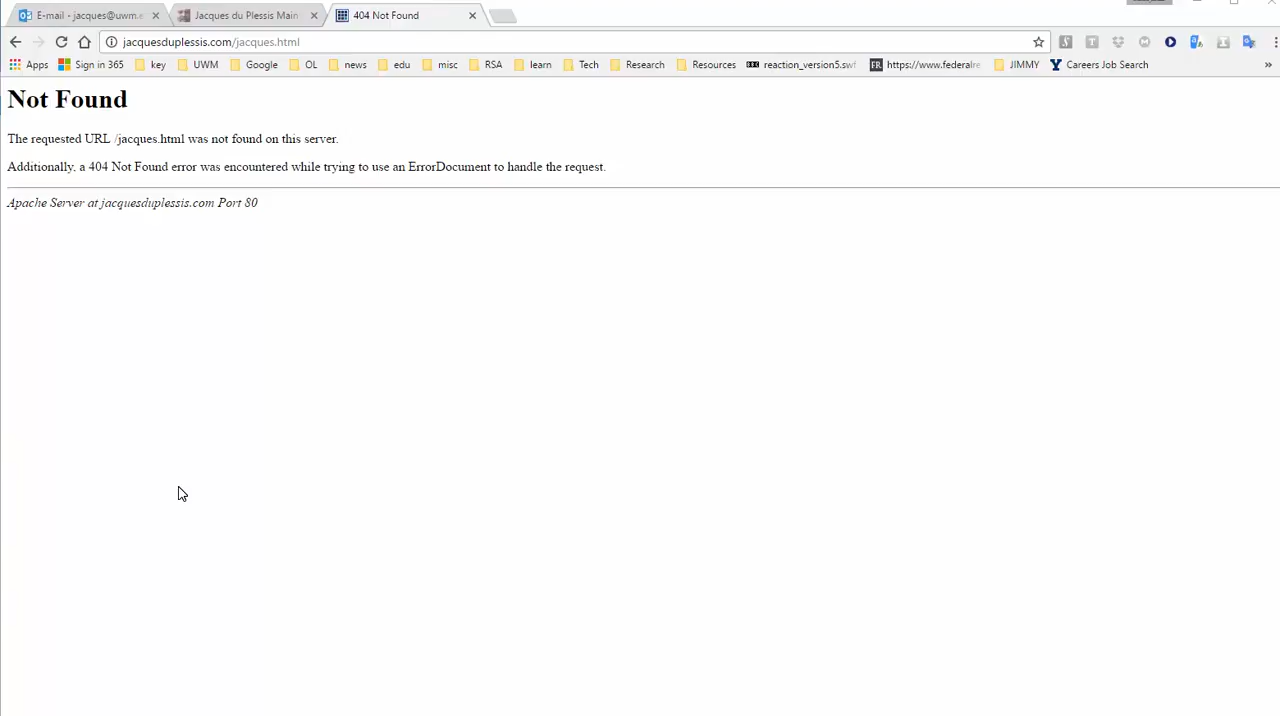 E-mail - jacques@uwm.e
Jacques du Plessis Main
404 Not Found
jacquesduplessis.com/jacques.html
Apps Sign in 365 key UWM Google OL news edu misc RSA learn Tech Research Resources reaction_version5.swf FR https://www.federalre JIMMY Careers Job Search »
Not Found
The requested URL /jacques.html was not found on this server.
Additionally, a 404 Not Found error was encountered while trying to use an ErrorDocument to handle the request.
Apache Server at jacquesduplessis.com Port 80